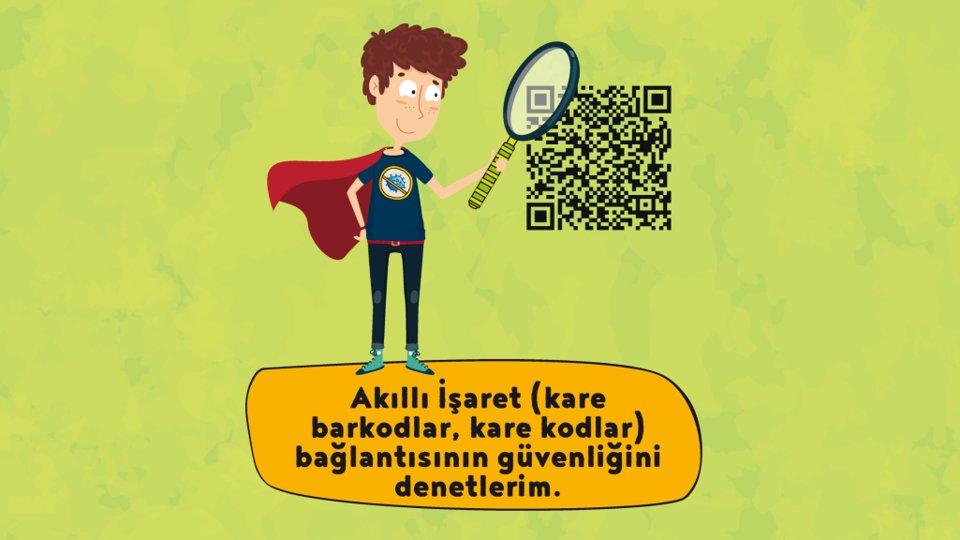 Akıllı İşaret (kare
barkodlar, kare kodlar)
bağlantısının güvenliğini
denetlerim.